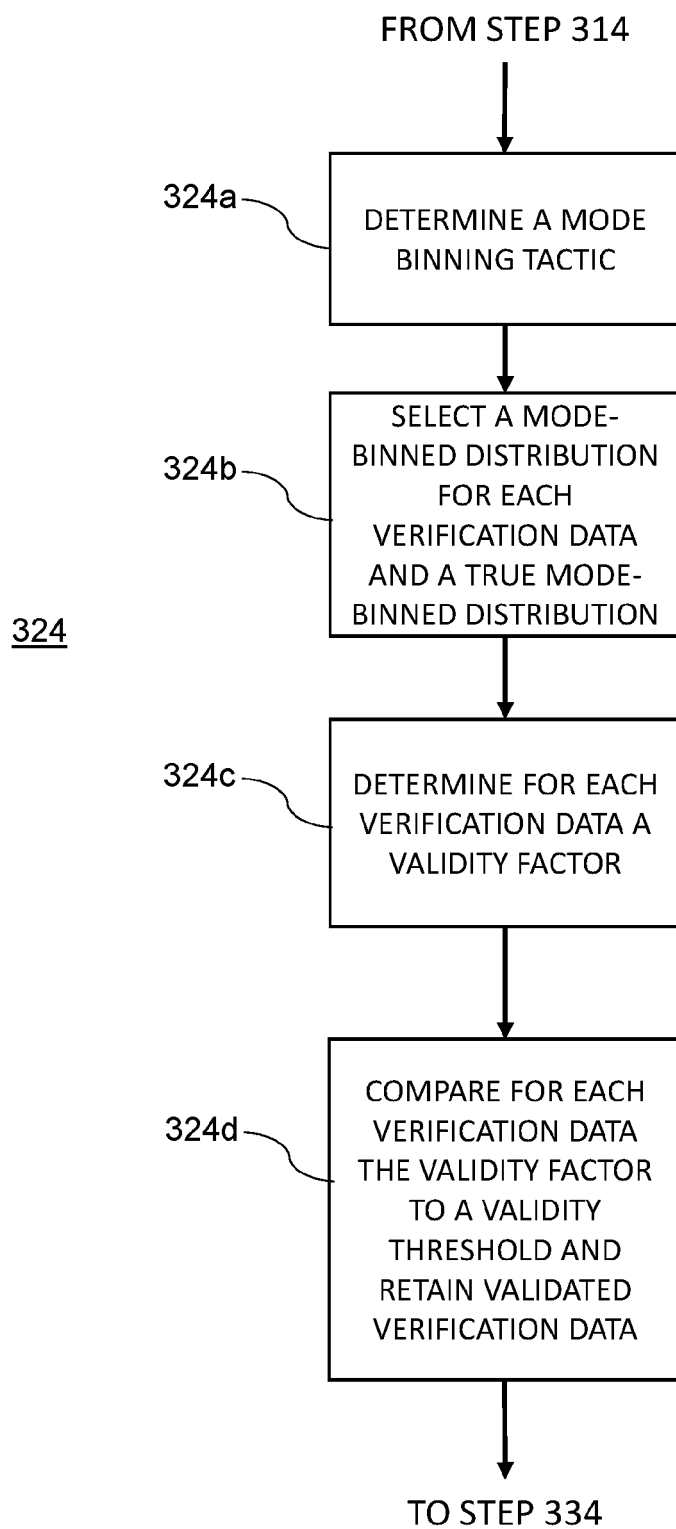 FROM STEP 314
324a
DETERMINE A MODE
BINNING TACTIC
324b
SELECT A MODE-
BINNED DISTRIBUTION
FOR EACH
VERIFICATION DATA
AND A TRUE MODE-
BINNED DISTRIBUTION
324
324c
DETERMINE FOR EACH
VERIFICATION DATA A
VALIDITY FACTOR
324d
COMPARE FOR EACH
VERIFICATION DATA
THE VALIDITY FACTOR
TO A VALIDITY
THRESHOLD AND
RETAIN VALIDATED
VERIFICATION DATA
TO STEP 334